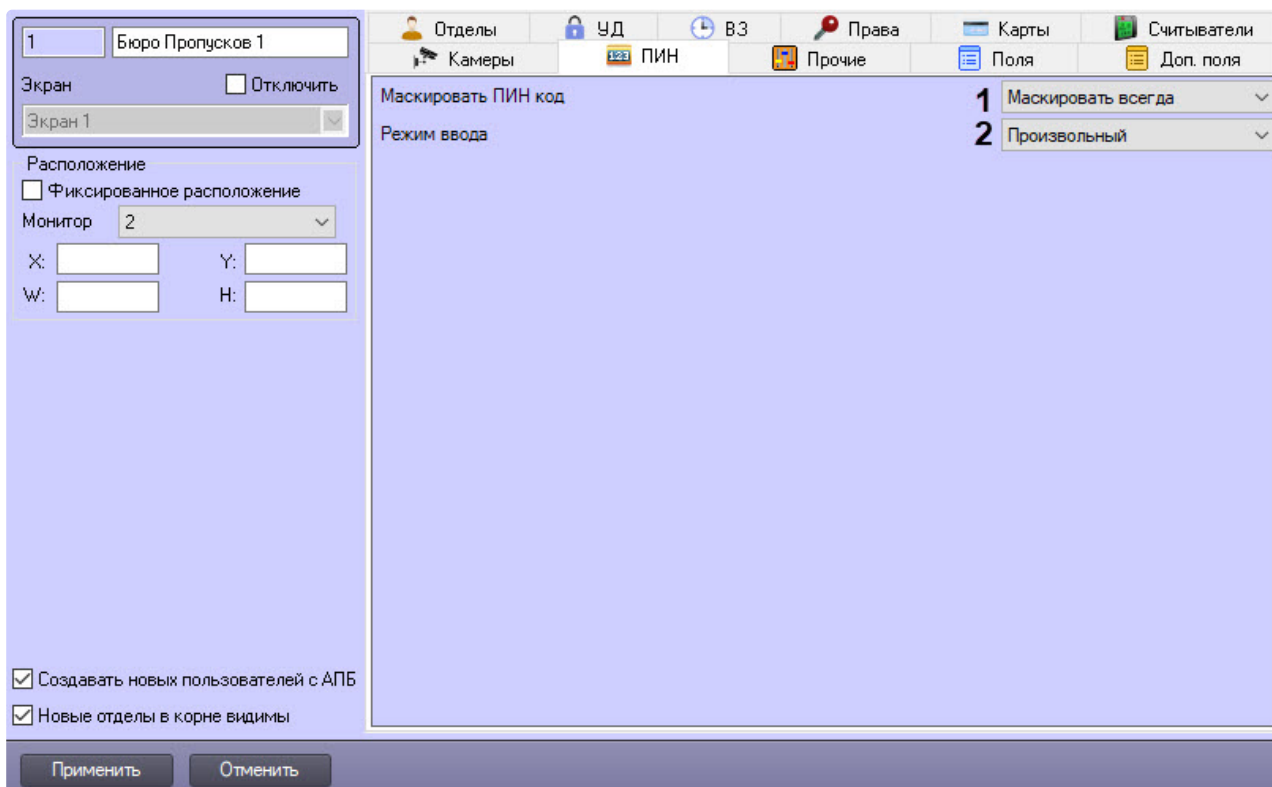 1 Бюро Пропусков 1
Экран Отключить
Экран 1
Расположение
Фиксированное расположение
Монитор 2
X: Y:
W: H:
Создавать новых пользователей с АПБ
Новые отделы в корне видимы
Отделы УД ВЗ Права Карты Считыватели
Камеры 123 ПИН Прочие Поля Доп. поля
Маскировать ПИН код 1 Маскировать всегда
Режим ввода 2 Произвольный
Применить Отменить